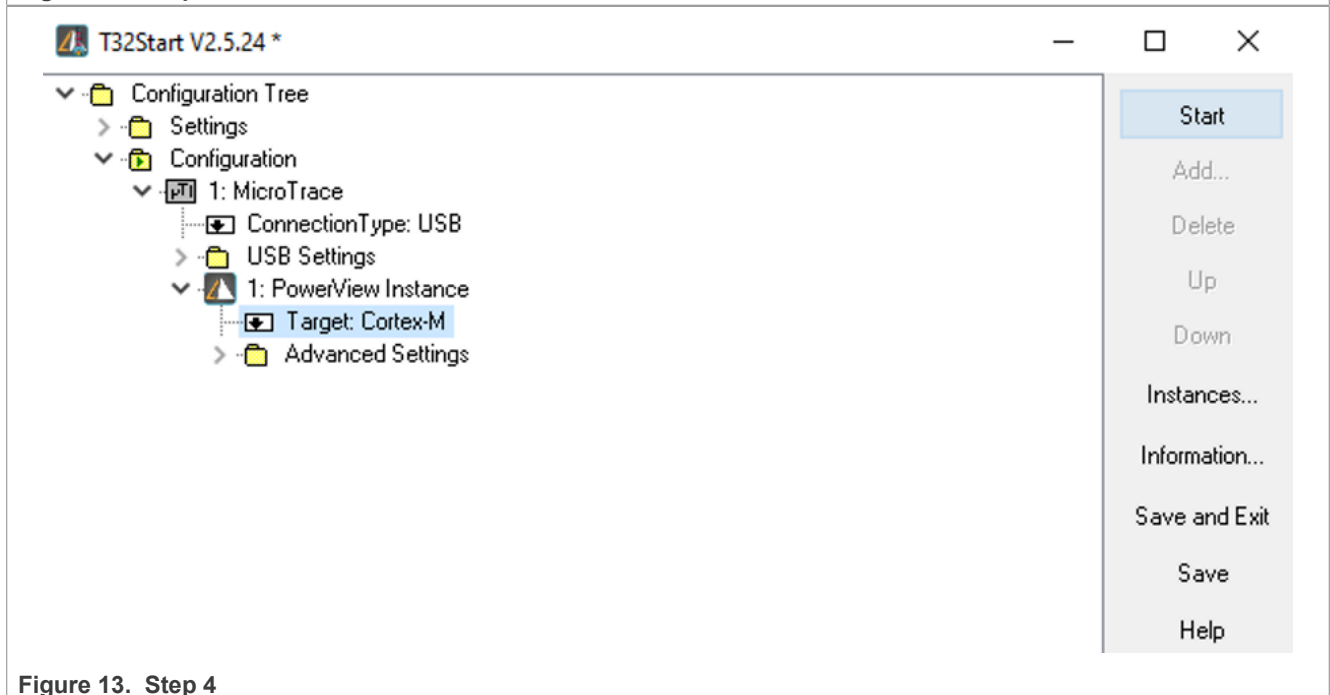 T32Start V2.5.24 *
Configuration Tree
Settings
Configuration
1: MicroTrace
ConnectionType: USB
USB Settings
1: PowerView Instance
Target: Cortex-M
Advanced Settings
Start
Add...
Delete
Up
Down
Instances...
Information...
Save and Exit
Save
Help
Figure 13. Step 4